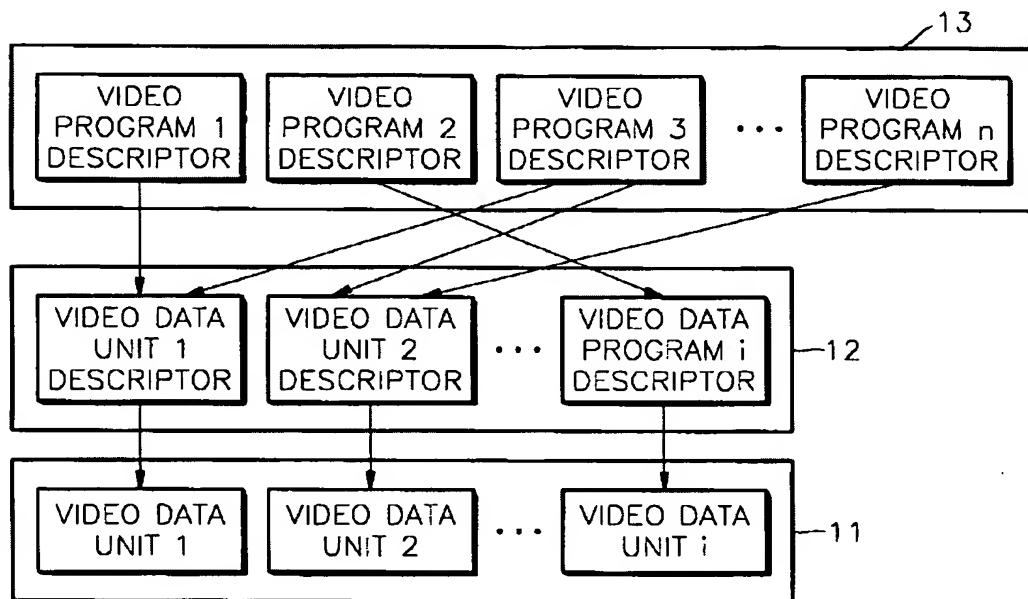 13
VIDEO
PROGRAM 1
DESCRIPTOR
VIDEO
PROGRAM 2
DESCRIPTOR
VIDEO
PROGRAM 3
DESCRIPTOR
...
VIDEO
PROGRAM n
DESCRIPTOR
VIDEO DATA
UNIT 1
DESCRIPTOR
VIDEO DATA
UNIT 2
DESCRIPTOR
...
VIDEO DATA
PROGRAM i
DESCRIPTOR
12
VIDEO DATA
UNIT 1
VIDEO DATA
UNIT 2
...
VIDEO DATA
UNIT i
11